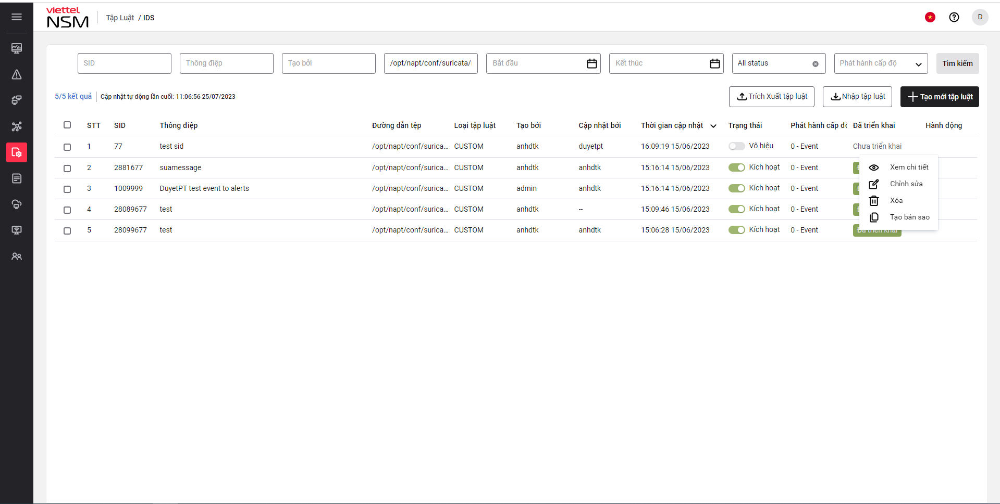 viettel
NSM
Tập Luật / IDS
D
SID
Thông điệp
Tạo bởi
/opt/napt/conf/suricata/
Bắt đầu
Kết thúc
All status
Phát hành cấp độ
Tìm kiếm
5/5 kết quả
Cập nhật tự động lần cuối: 11:06:56 25/07/2023
Trích Xuất tập luật
Nhập tập luật
Tạo mới tập luật
STT SID Thông điệp Đường dẫn tệp Loại tập luật Tạo bởi Cập nhật bởi Thời gian cập nhật Trạng thái Phát hành cấp Đã triển khai Hành động
1 77 test sid /opt/napt/conf/surica... CUSTOM anhdtk duyetpt 16:09:19 15/06/2023 Vô hiệu 0 - Event Chưa triển khai
2 2881677 suamessage /opt/napt/conf/surica... CUSTOM anhdtk anhdtk 15:16:14 15/06/2023 Kích hoạt 0 - Event
3 1009999 DuyetPT test event to alerts /opt/napt/conf/surica... CUSTOM admin anhdtk 15:16:14 15/06/2023 Kích hoạt 0 - Event
4 28089677 test /opt/napt/conf/surica... CUSTOM anhdtk -- 15:09:46 15/06/2023 Kích hoạt 0 - Event
5 28099677 test /opt/napt/conf/surica... CUSTOM anhdtk anhdtk 15:06:28 15/06/2023 Kích hoạt 0 - Event Đã triển khai
Xem chi tiết
Chỉnh sửa
Xóa
Tạo bản sao